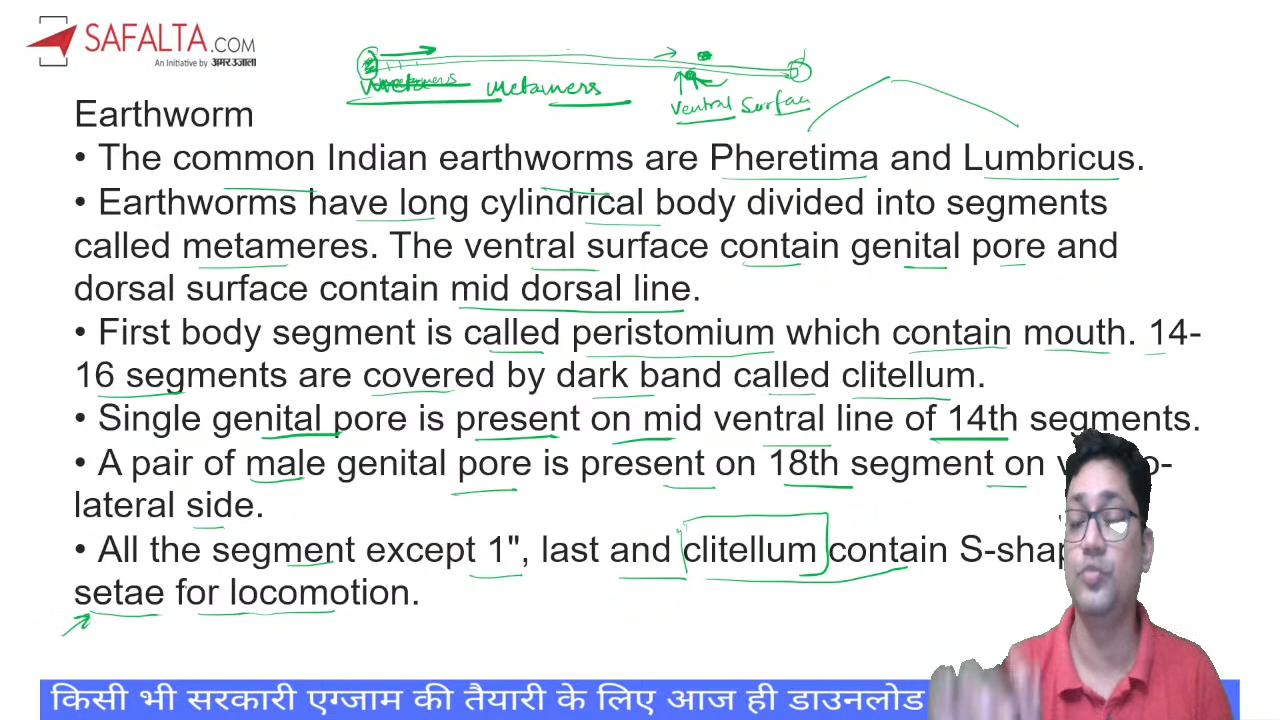 SAFALTA.COM
An Initiative by अमर उजाला
Metamers
Ventral Surface
Earthworm
• The common Indian earthworms are Pheretima and Lumbricus.
• Earthworms have long cylindrical body divided into segments
called metameres. The ventral surface contain genital pore and
dorsal surface contain mid dorsal line.
• First body segment is called peristomium which contain mouth. 14-
16 segments are covered by dark band called clitellum.
• Single genital pore is present on mid ventral line of 14th segments.
• A pair of male genital pore is present on 18th segment on
lateral side.
• All the segment except 1", last and clitellum contain
setae for locomotion.
किसी भी सरकारी एग्जाम की तैयारी के लिए आज ही डाउनलोड